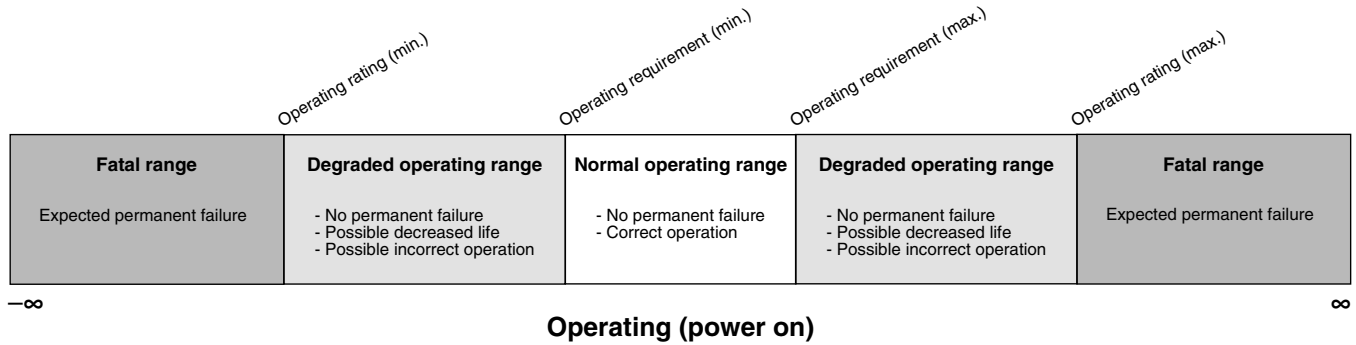 Operating rating (min.)
Operating requirement (min.)
Operating requirement (max.)
Operating rating (max.)
Fatal range
Expected permanent failure
Degraded operating range
- No permanent failure
- Possible decreased life
- Possible incorrect operation
Normal operating range
- No permanent failure
- Correct operation
Degraded operating range
- No permanent failure
- Possible decreased life
- Possible incorrect operation
Fatal range
Expected permanent failure
–∞
∞
Operating (power on)